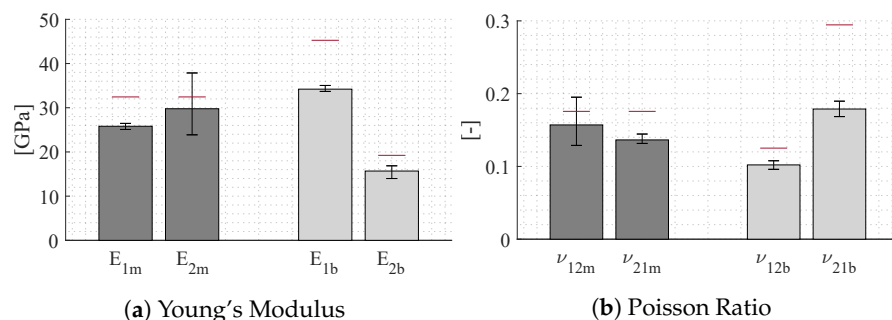 50
40
30
20
10
0
[GPa]
E1m E2m E1b E2b
(a) Young's Modulus
0.3
0.2
0.1
0
[-]
ν12m ν21m ν12b ν21b
(b) Poisson Ratio